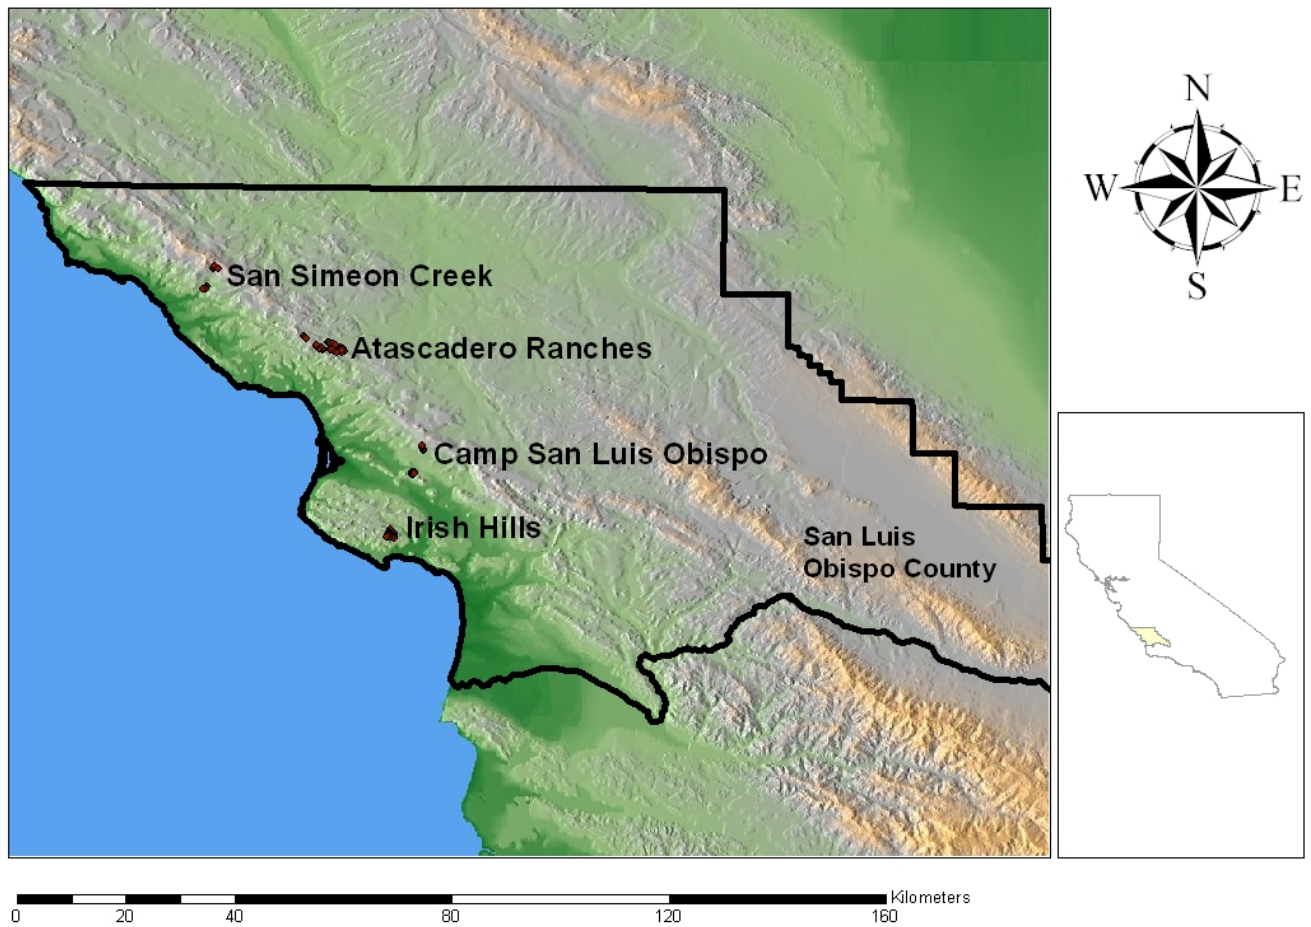 N
W E
S
San Simeon Creek
Atascadero Ranches
Camp San Luis Obispo
Irish Hills
San Luis
Obispo County
Kilometers
0 20 40 80 120 160